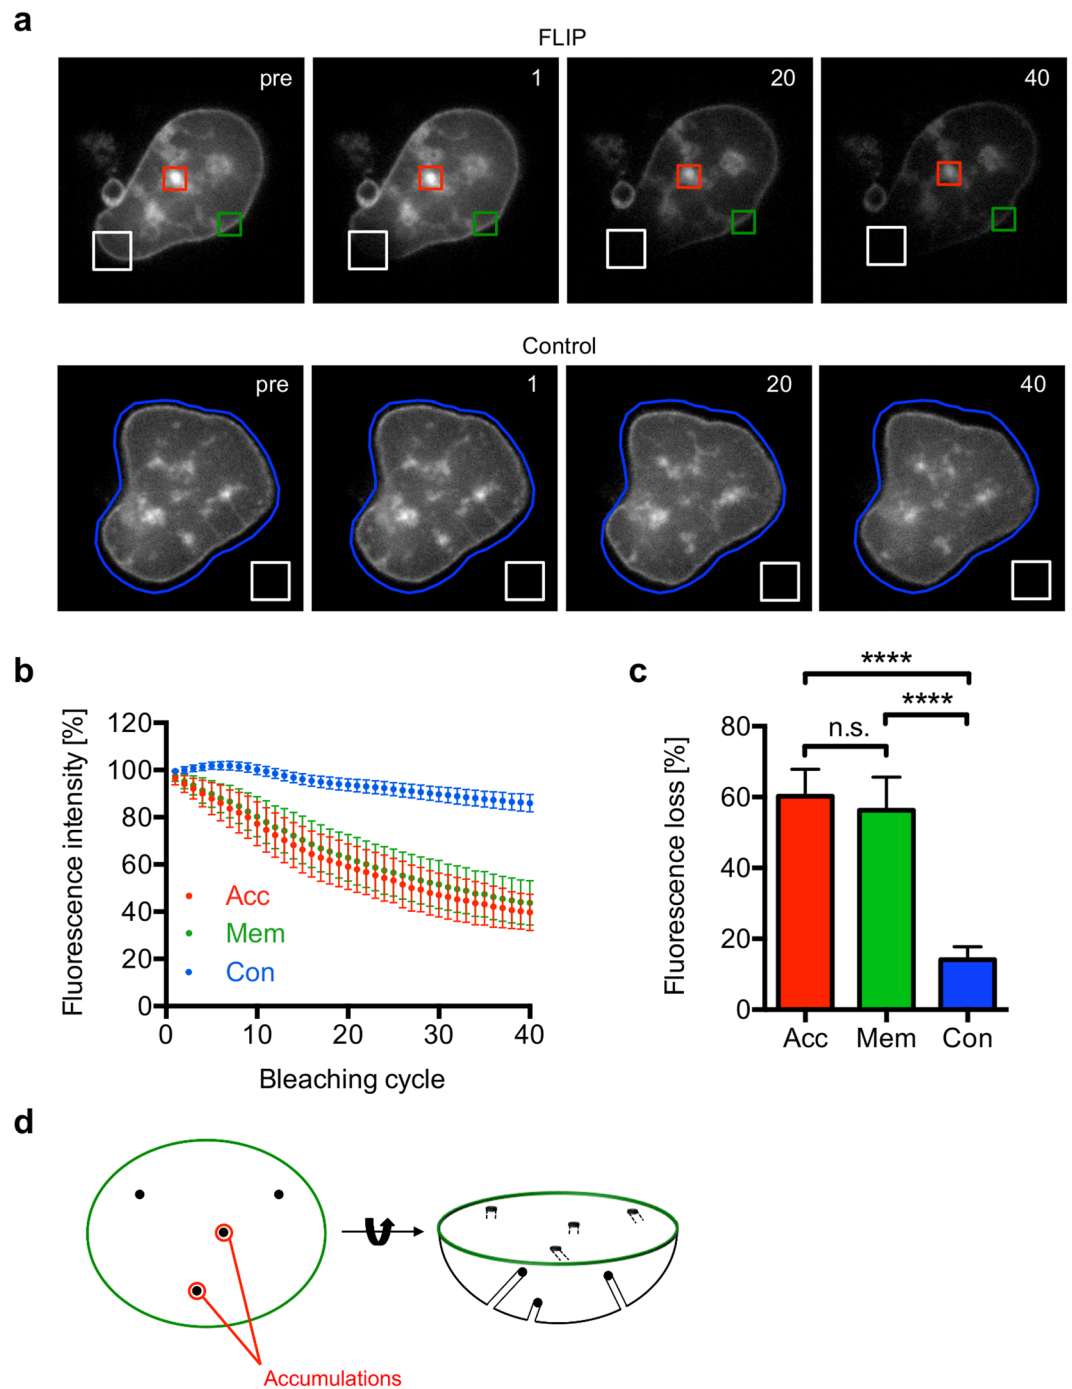 a
FLIP
pre
1
20
40
Control
pre
1
20
40
b
Fluorescence intensity [%]
120
100
80
60
40
20
0
Acc
Mem
Con
0
10
20
30
40
Bleaching cycle
c
****
****
n.s.
Fluorescence loss [%]
80
60
40
20
0
Acc
Mem
Con
d
Accumulations